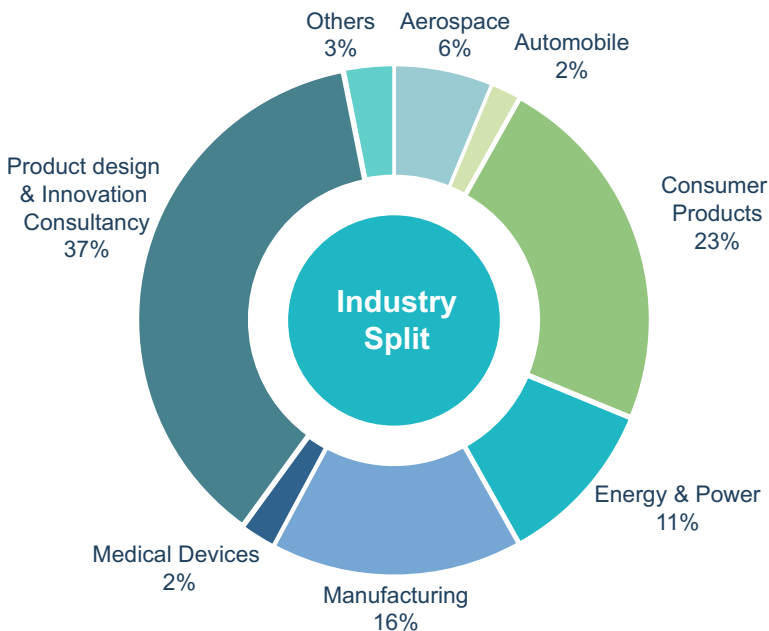 Others
3%
Aerospace
6%
Automobile
2%
Consumer
Products
23%
Energy & Power
11%
Manufacturing
16%
Medical Devices
2%
Product design
& Innovation
Consultancy
37%
Industry
Split